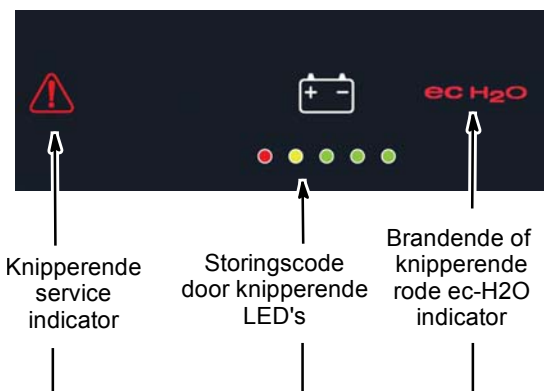 ec H2O
Knipperende
service
indicator
Storingscode
door knipperende
LED's
Brandende of
knipperende
rode ec-H2O
indicator